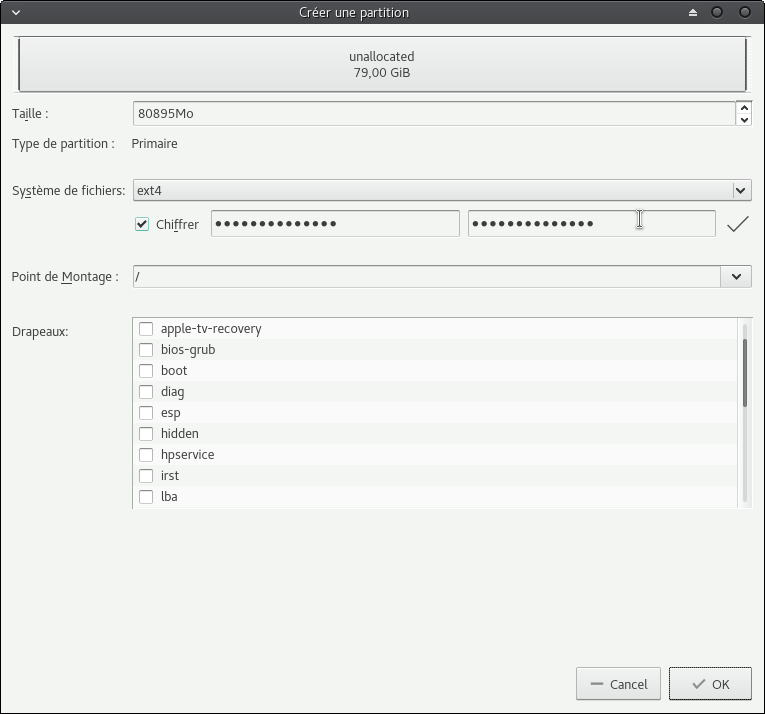 Créer une partition
unallocated
79,00 GiB
Taille : 80895Mo
Type de partition : Primaire
Système de fichiers: ext4
Chiffrer ●●●●●●●●●●●●●● ●●●●●●●●●●●●●●
Point de Montage : /
Drapeaux:
apple-tv-recovery
bios-grub
boot
diag
esp
hidden
hpservice
irst
lba
Cancel OK